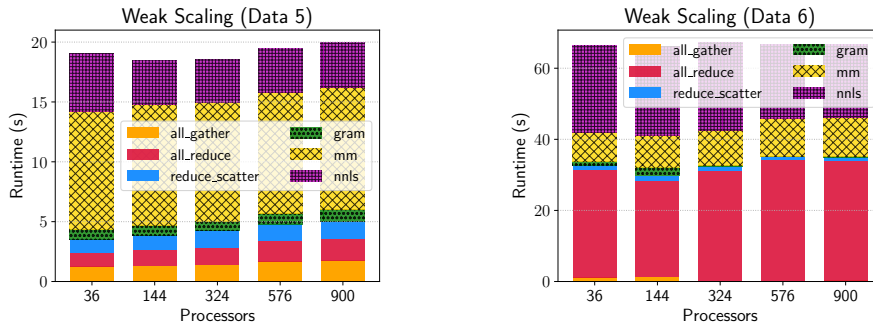 Weak Scaling (Data 5)
20
15
10
5
0
Runtime (s)
all_gather
all_reduce
reduce_scatter
gram
mm
nnls
36 144 324 576 900
Processors
Weak Scaling (Data 6)
60
40
20
0
Runtime (s)
all_gather
all_reduce
reduce_scatter
gram
mm
nnls
36 144 324 576 900
Processors